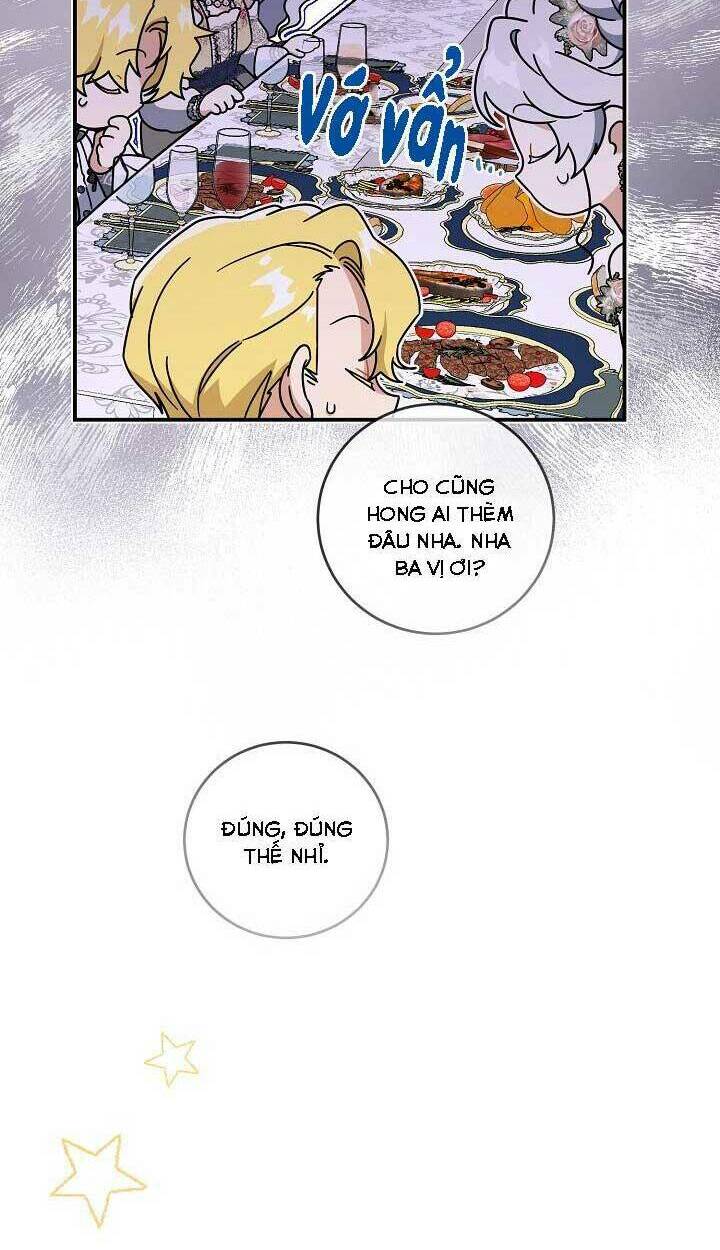 Vớ vẩn....
CHO CŨNG
HONG AI THÈM
ĐÂU NHA. NHA
BA VỊ ƠI?
ĐÚNG, ĐÚNG
THẾ NHỈ.